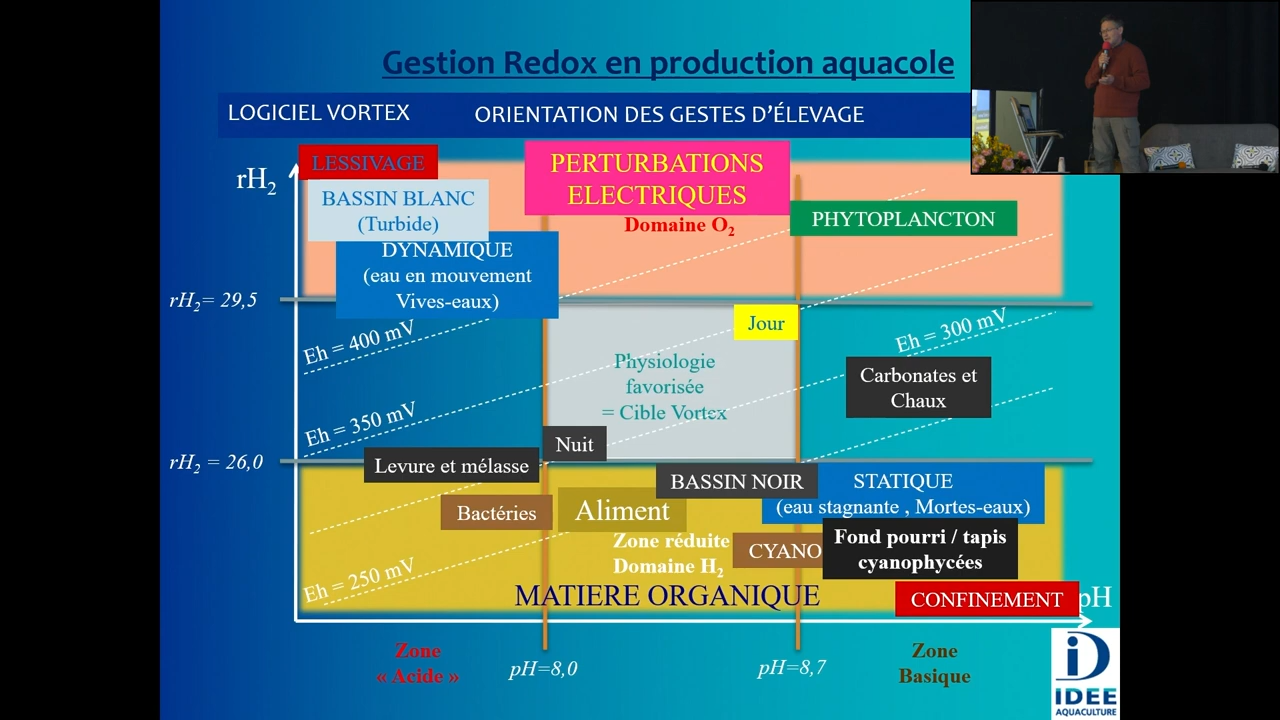 Gestion Redox en production aquacole
LOGICIEL VORTEX
ORIENTATION DES GESTES D'ÉLEVAGE
LESSIVAGE
PERTURBATIONS
ELECTRIQUES
rH2
BASSIN BLANC
(Turbide)
Domaine O2
PHYTOPLANCTON
DYNAMIQUE
(eau en mouvement
Vives-eaux)
rH2= 29,5
Jour
Eh = 400 mV
Eh = 300 mV
Physiologie
favorisée
= Cible Vortex
Carbonates et
Chaux
Eh = 350 mV
Nuit
rH2 = 26,0
Levure et mélasse
BASSIN NOIR
STATIQUE
(eau stagnante , Mortes-eaux)
Bactéries
Aliment
Zone réduite
Domaine H2
CYANO
Fond pourri / tapis
cyanophycées
Eh = 250 mV
MATIERE ORGANIQUE
CONFINEMENT
pH
Zone
« Acide »
pH=8,0
pH=8,7
Zone
Basique
iD
IDEE
AQUACULTURE